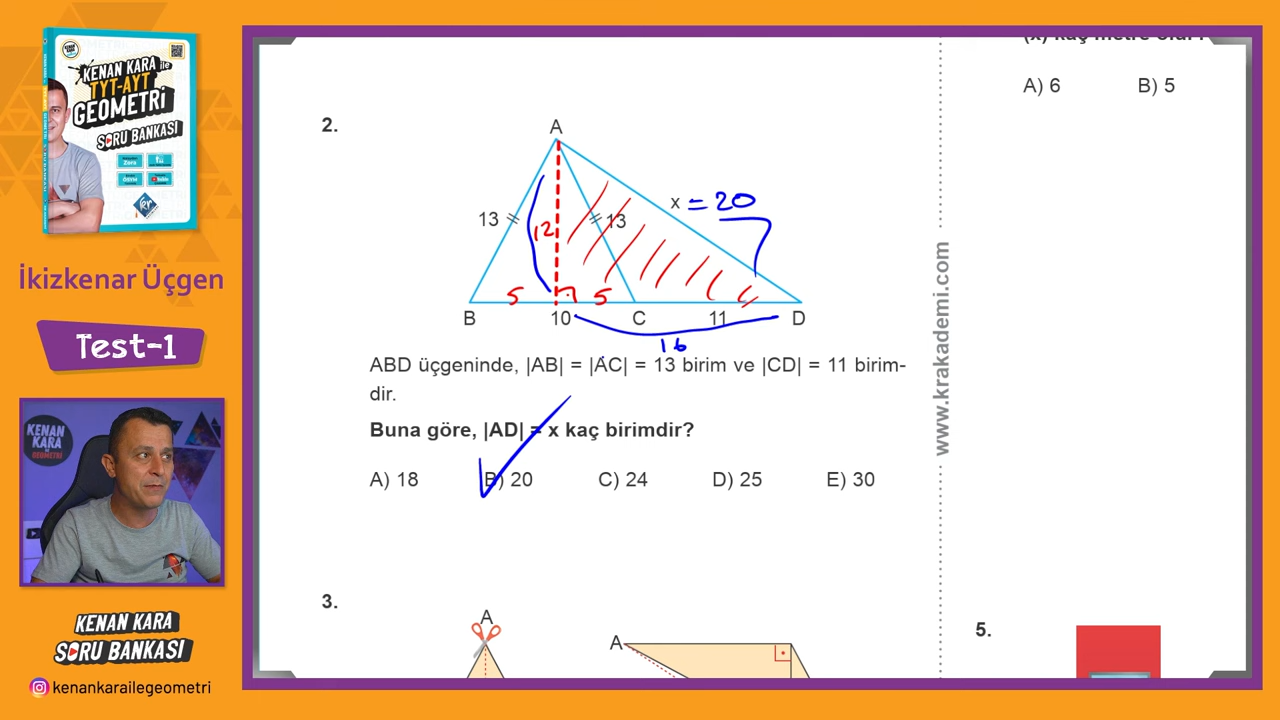 KENAN KARA ile
TYT-AYT
GEOMETRİ
SORU BANKASI
İkizkenar Üçgen
Test-1
KENAN
KARA
KENAN KARA
SORU BANKASI
kenankarailegeometri
(x) kaç metre olur?
A) 6 B) 5
2.
A
13
13
x = 20
12
5 5
B 10 C 11 D
16
ABD üçgeninde, |AB| = |AC| = 13 birim ve |CD| = 11 birim-
dir.
Buna göre, |AD| = x kaç birimdir?
A) 18 B) 20 C) 24 D) 25 E) 30
www.krakademi.com
3.
A
A
5.